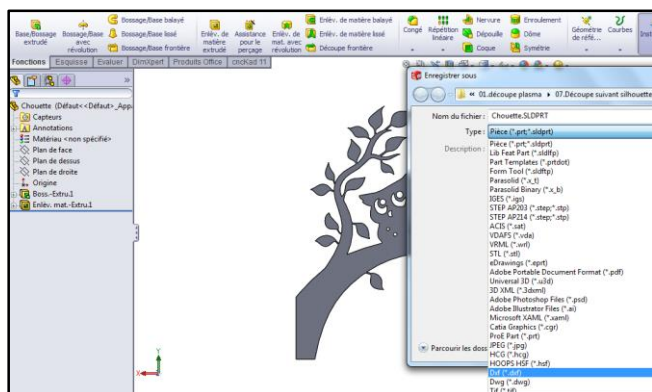 Base/Bossage extrudé
Bossage/Base avec révolution
Bossage/Base balayé
Bossage/Base lissé
Bossage/Base frontière
Enlèv. de matière extrudé
Assistance pour le perçage
Enlèv. de mat. avec révolution
Enlèv. de matière balayé
Enlèv. de matière lissé
Découpe frontière
Congé
Répétition linéaire
Nervure
Dépouille
Coque
Enroulement
Dôme
Symétrie
Géométrie de réfé...
Courbes
Fonctions Esquisse Evaluer DimXpert Produits Office cncKad 11
Chouette (Défaut<<Défaut>_App
Capteurs
Annotations
Matériau <non spécifié>
Plan de face
Plan de dessus
Plan de droite
Origine
Boss.-Extru.1
Enlèv. mat.-Extru.1
Y
X
Enregistrer sous
« 01.découpe plasma 07.Découpe suivant silhouette
Nom du fichier : Chouette.SLDPRT
Type : Pièce (*.prt;*.sldprt)
Description :
Pièce (*.prt;*.sldprt)
Lib Feat Part (*.sldlfp)
Part Templates (*.prtdot)
Form Tool (*.sldftp)
Parasolid (*.x_t)
Parasolid Binary (*.x_b)
IGES (*.igs)
STEP AP203 (*.step;*.stp)
STEP AP214 (*.step;*.stp)
ACIS (*.sat)
VDAFS (*.vda)
VRML (*.wrl)
STL (*.stl)
eDrawings (*.eprt)
Adobe Portable Document Format (*.pdf)
Universal 3D (*.u3d)
3D XML (*.3dxml)
Adobe Photoshop Files (*.psd)
Adobe Illustrator Files (*.ai)
Microsoft XAML (*.xaml)
Catia Graphics (*.cgr)
ProE Part (*.prt)
JPEG (*.jpg)
HCG (*.hcg)
HOOPS HSF (*.hsf)
Dxf (*.dxf)
Dwg (*.dwg)
Tif (*.tif)
Parcourir les doss